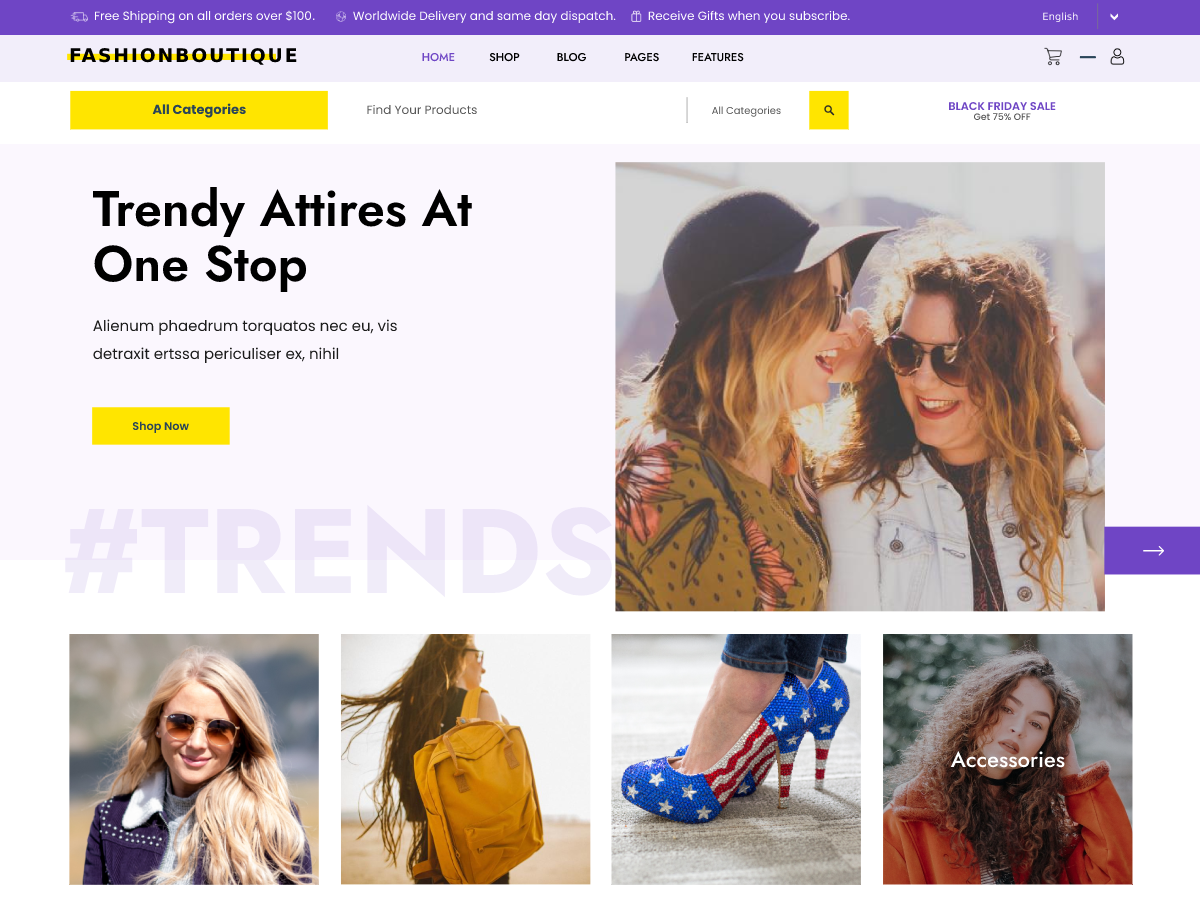 Free Shipping on all orders over $100.
Worldwide Delivery and same day dispatch.
Receive Gifts when you subscribe.
English
FASHIONBOUTIQUE
HOME
SHOP
BLOG
PAGES
FEATURES
All Categories
Find Your Products
All Categories
BLACK FRIDAY SALE
Get 75% OFF
Trendy Attires At
One Stop
Alienum phaedrum torquatos nec eu, vis
detraxit ertssa periculiser ex, nihil
Shop Now
#TRENDS
Accessories